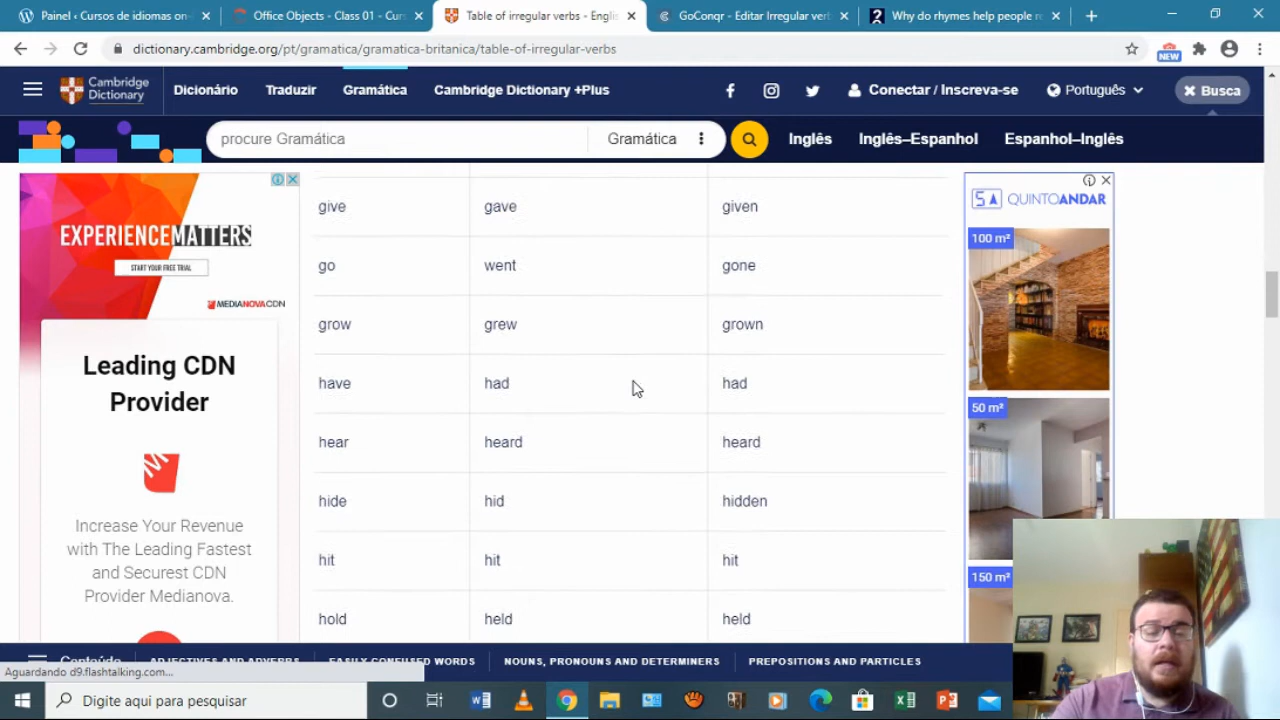 Painel ‹ Cursos de idiomas on-
Office Objects - Class 01 - Curs
Table of irregular verbs - Englis
GoConqr - Editar Irregular verb
Why do rhymes help people re
dictionary.cambridge.org/pt/gramatica/gramatica-britanica/table-of-irregular-verbs
NEW
Cambridge Dictionary
Dicionário
Traduzir
Gramática
Cambridge Dictionary +Plus
Conectar / Inscreva-se
Português
Busca
procure Gramática
Gramática
Inglês
Inglês–Espanhol
Espanhol–Inglês
give gave given
go went gone
grow grew grown
have had had
hear heard heard
hide hid hidden
hit hit hit
hold held held
EXPERIENCEMATTERS
START YOUR FREE TRIAL
MEDIANOVACDN
Leading CDN
Provider
Increase Your Revenue
with The Leading Fastest
and Securest CDN
Provider Medianova.
QUINTOANDAR
100 m²
50 m²
150 m²
Conteúdo
ADJECTIVES AND ADVERBS
EASILY CONFUSED WORDS
NOUNS, PRONOUNS AND DETERMINERS
PREPOSITIONS AND PARTICLES
Aguardando d9.flashtalking.com...
Digite aqui para pesquisar